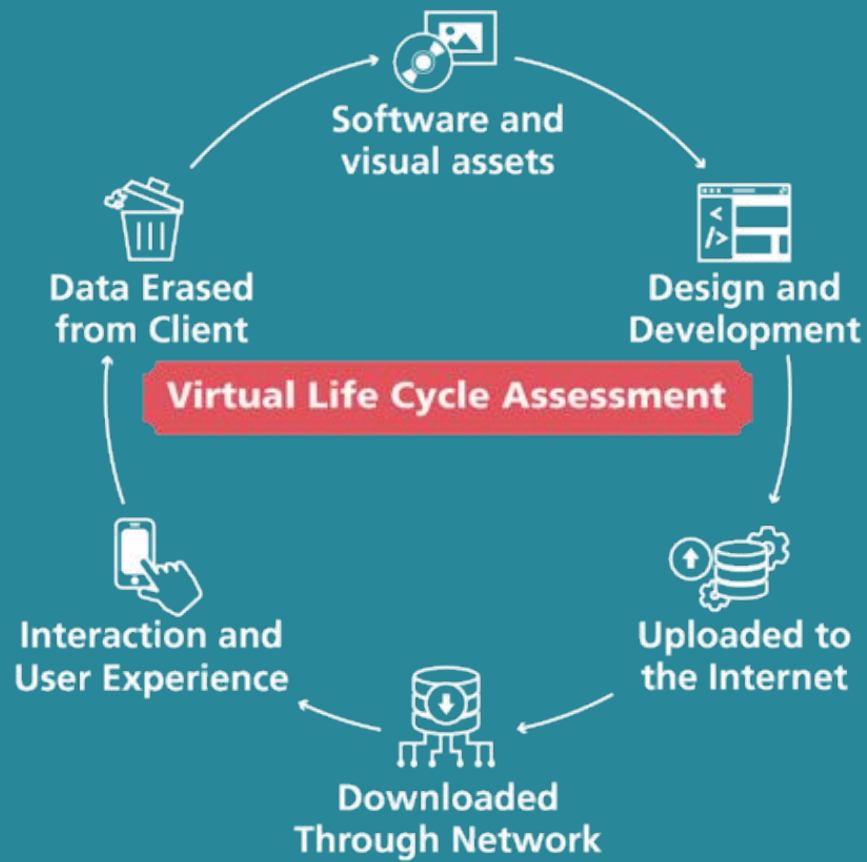 Software and
visual assets
Design and
Development
Uploaded to
the Internet
Downloaded
Through Network
Interaction and
User Experience
Data Erased
from Client
Virtual Life Cycle Assessment